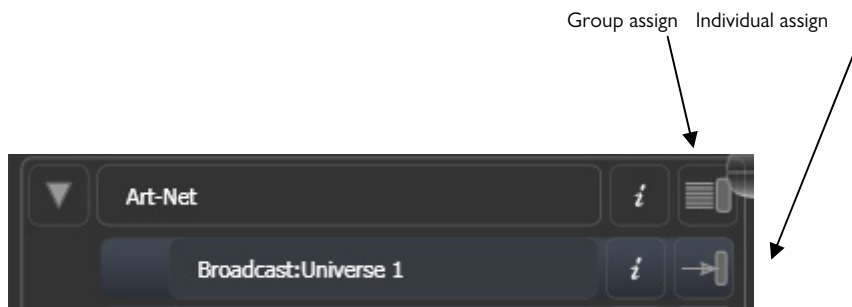 Group assign Individual assign
Art-Net i
Broadcast:Universe 1 i